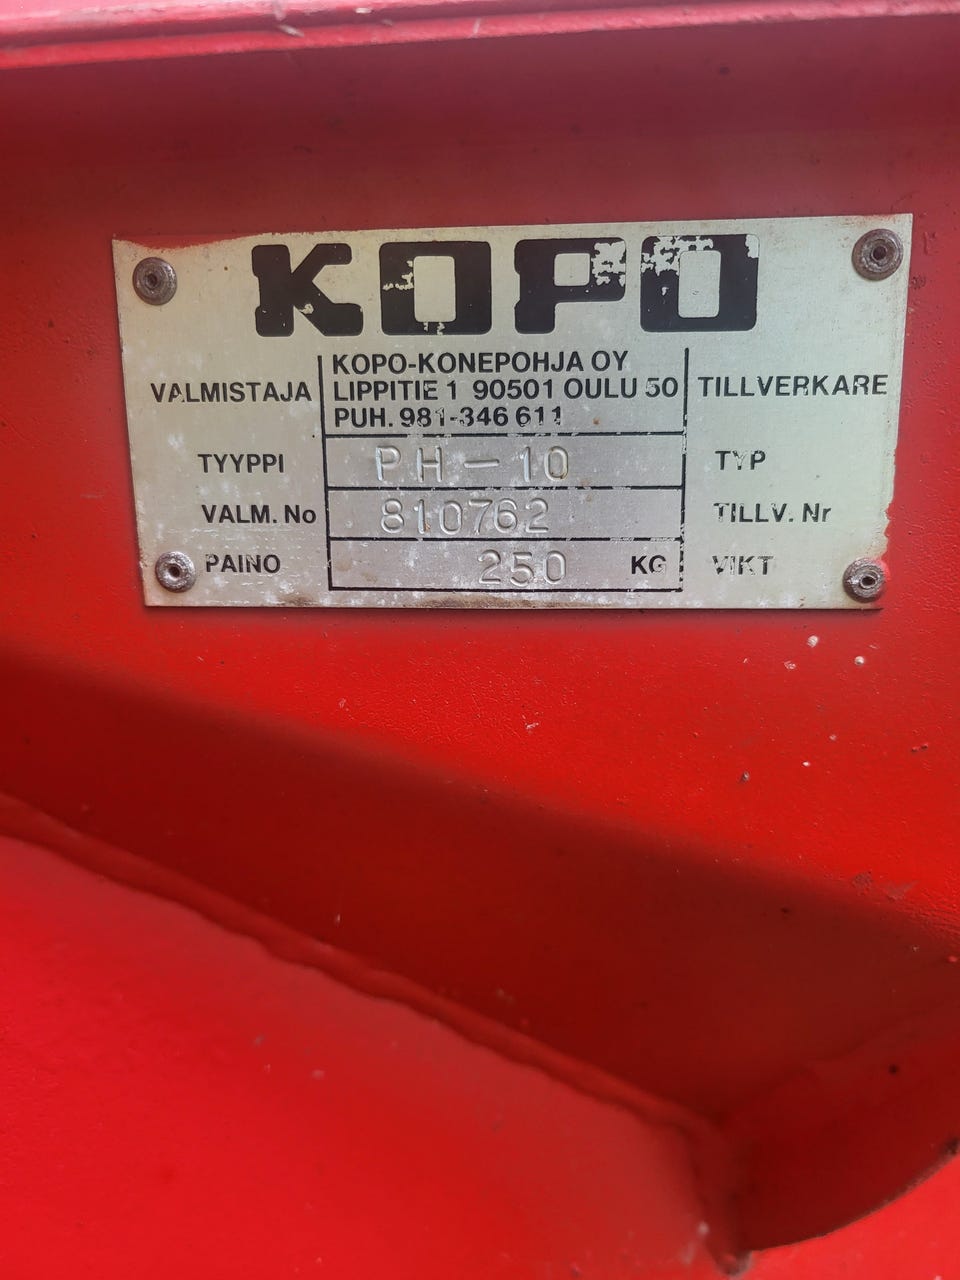 KOPO
VALMISTAJA KOPO-KONEPOHJA OY TILLVERKARE
LIPPITIE 1 90501 OULU 50
PUH. 981-346 611
TYYPPI PH-10 TYP
VALM. No 810762 TILLV. Nr
PAINO 250 KG VIKT